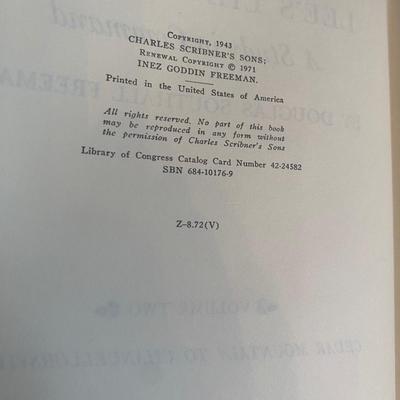 COPYRIGHT, 1943
CHARLES SCRIBNER'S SONS;
RENEWAL COPYRIGHT © 1971
INEZ GODDIN FREEMAN.
Printed in the United States of America
All rights reserved. No part of this book
may be reproduced in any form without
the permission of Charles Scribner's Sons
Library of Congress Catalog Card Number 42-24582
SBN 684-10176-9
Z-8.72(V)